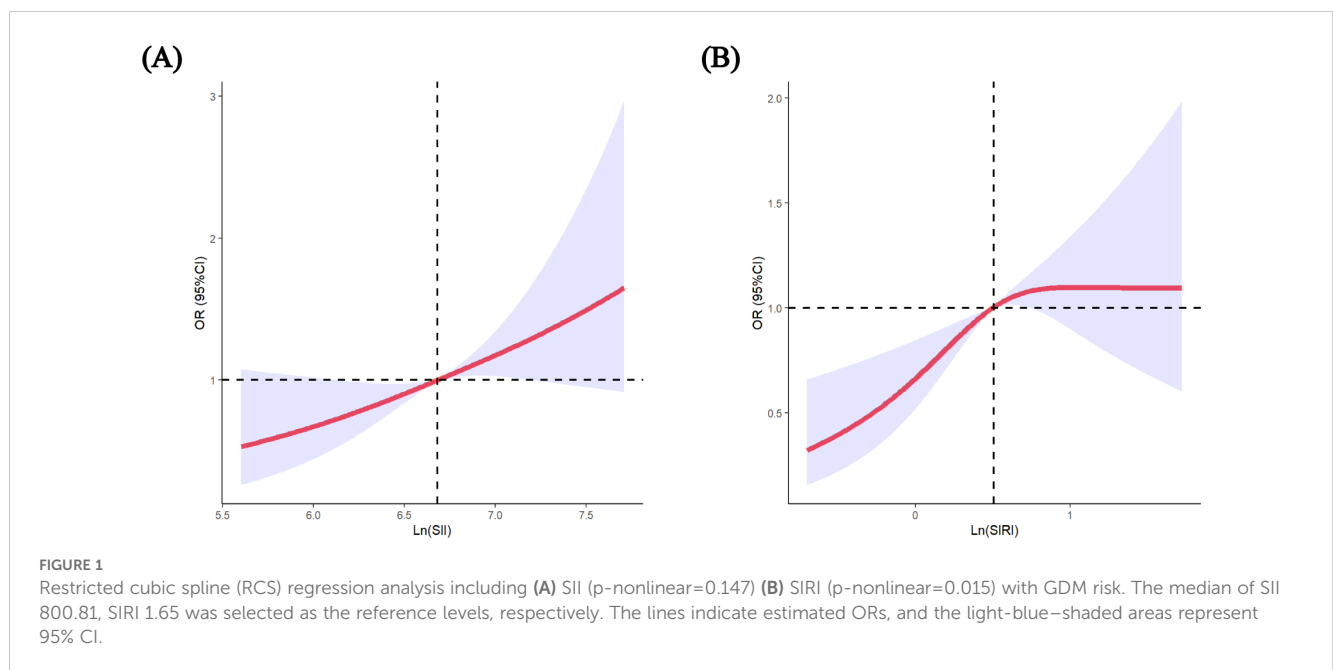 (A)
3
2
1
OR (95%CI)
5.5 6.0 6.5 7.0 7.5
Ln(SII)
(B)
2.0
1.5
1.0
0.5
OR (95%CI)
0 1
Ln(SIRI)
FIGURE 1
Restricted cubic spline (RCS) regression analysis including (A) SII (p-nonlinear=0.147) (B) SIRI (p-nonlinear=0.015) with GDM risk. The median of SII
800.81, SIRI 1.65 was selected as the reference levels, respectively. The lines indicate estimated ORs, and the light-blue–shaded areas represent
95% CI.